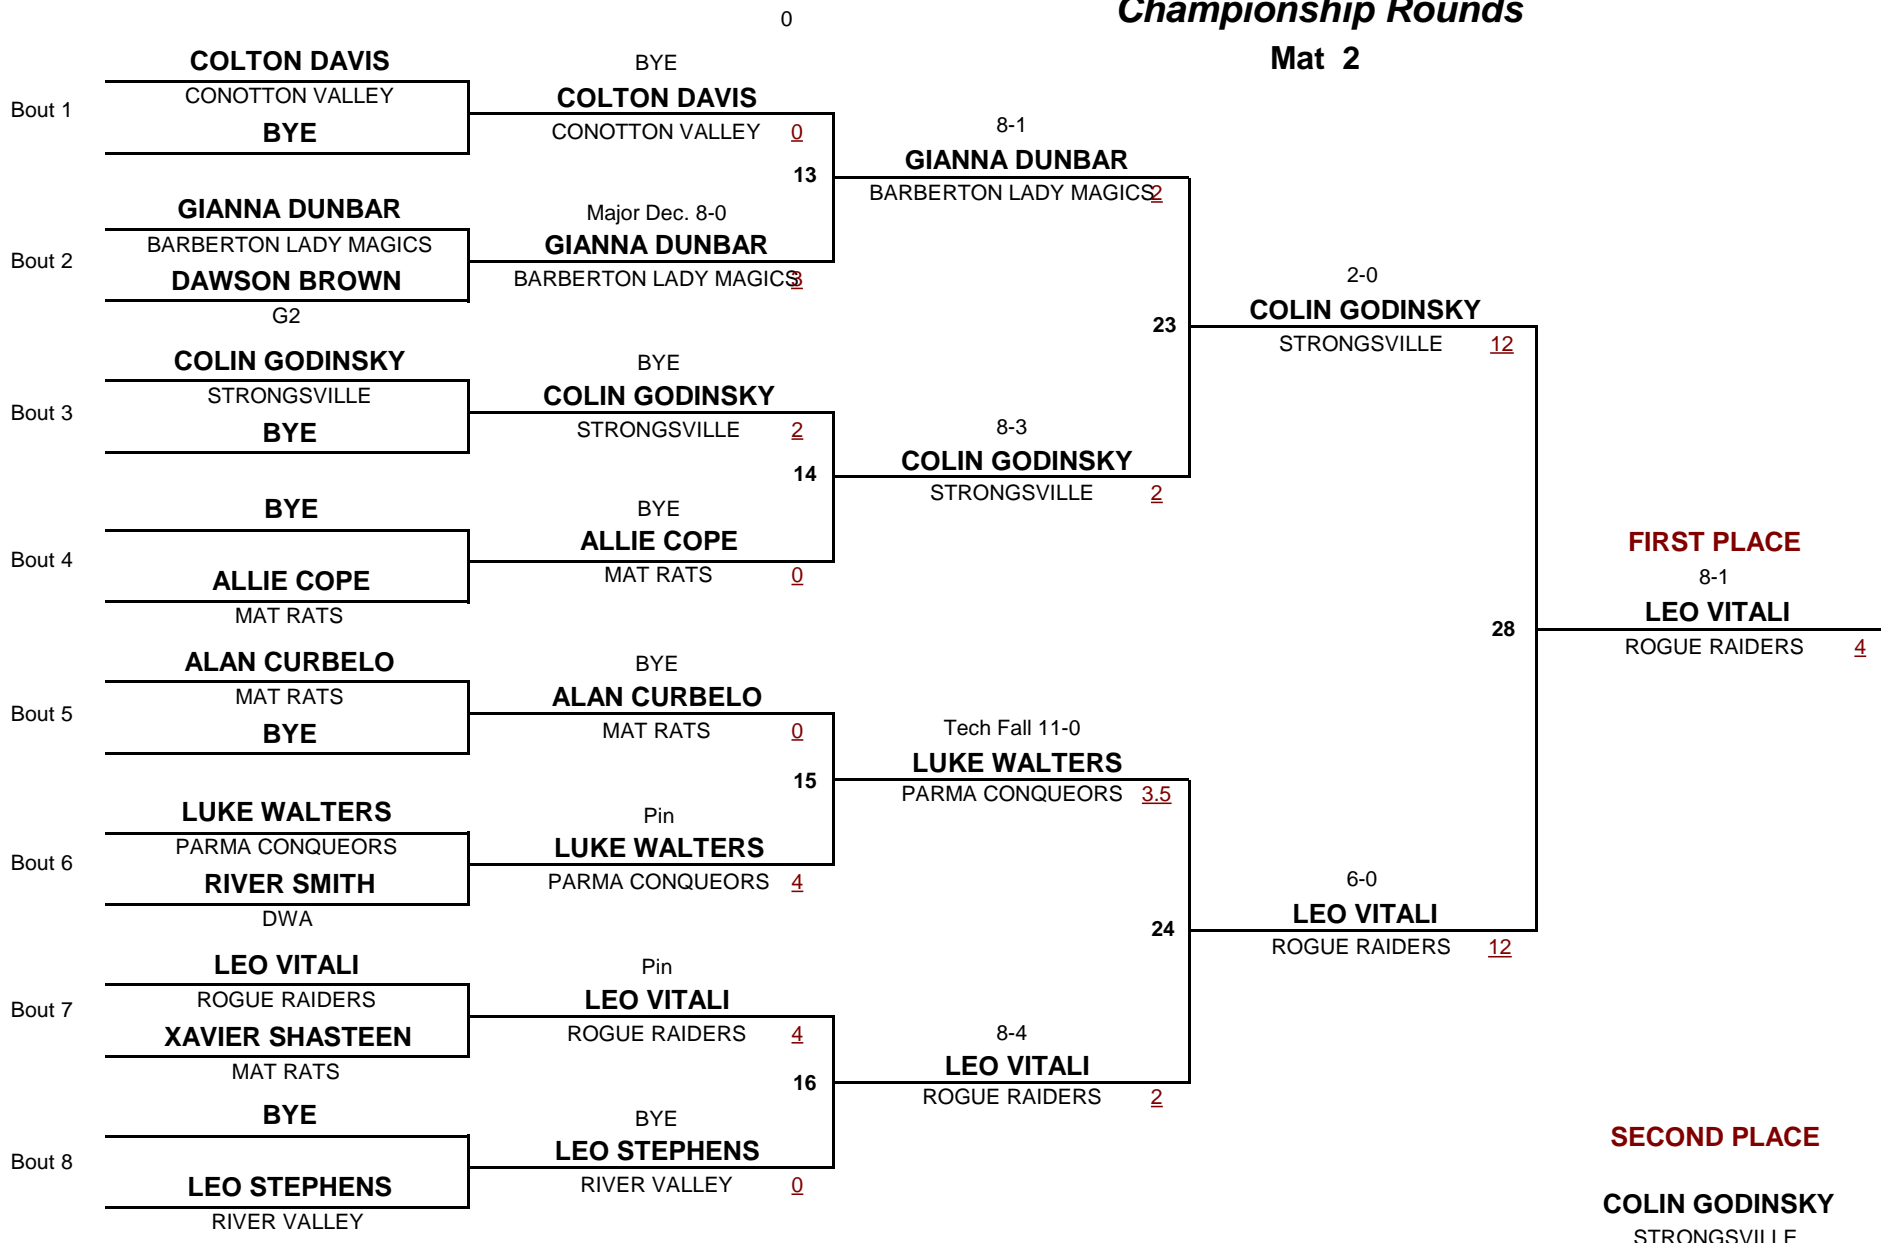 0
Championship Rounds
Mat 2
COLTON DAVIS
CONOTTON VALLEY
BYE
Bout 1
BYE
COLTON DAVIS
CONOTTON VALLEY 0
13
8-1
GIANNA DUNBAR
BARBERTON LADY MAGICS 2
GIANNA DUNBAR
BARBERTON LADY MAGICS
DAWSON BROWN
G2
Bout 2
Major Dec. 8-0
GIANNA DUNBAR
BARBERTON LADY MAGICS 3
23
2-0
COLIN GODINSKY
STRONGSVILLE 12
COLIN GODINSKY
STRONGSVILLE
BYE
Bout 3
BYE
COLIN GODINSKY
STRONGSVILLE 2
14
8-3
COLIN GODINSKY
STRONGSVILLE 2
BYE
Bout 4
ALLIE COPE
MAT RATS
BYE
ALLIE COPE
MAT RATS 0
FIRST PLACE
8-1
LEO VITALI
ROGUE RAIDERS 4
28
ALAN CURBELO
MAT RATS
BYE
Bout 5
BYE
ALAN CURBELO
MAT RATS 0
15
Tech Fall 11-0
LUKE WALTERS
PARMA CONQUEORS 3.5
LUKE WALTERS
PARMA CONQUEORS
RIVER SMITH
DWA
Bout 6
Pin
LUKE WALTERS
PARMA CONQUEORS 4
24
6-0
LEO VITALI
ROGUE RAIDERS 12
LEO VITALI
ROGUE RAIDERS
XAVIER SHASTEEN
MAT RATS
Bout 7
Pin
LEO VITALI
ROGUE RAIDERS 4
16
8-4
LEO VITALI
ROGUE RAIDERS 2
BYE
Bout 8
LEO STEPHENS
RIVER VALLEY
BYE
LEO STEPHENS
RIVER VALLEY 0
SECOND PLACE
COLIN GODINSKY
STRONGSVILLE